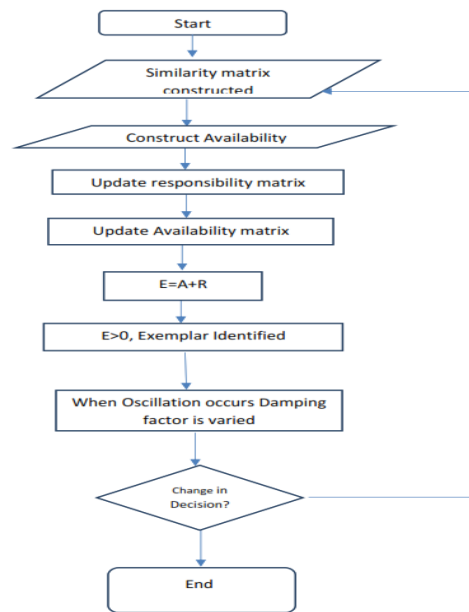 Start
Similarity matrix
constructed
Construct Availability
Update responsibility matrix
Update Availability matrix
E=A+R
E>0, Exemplar Identified
When Oscillation occurs Damping
factor is varied
Change in
Decision?
End